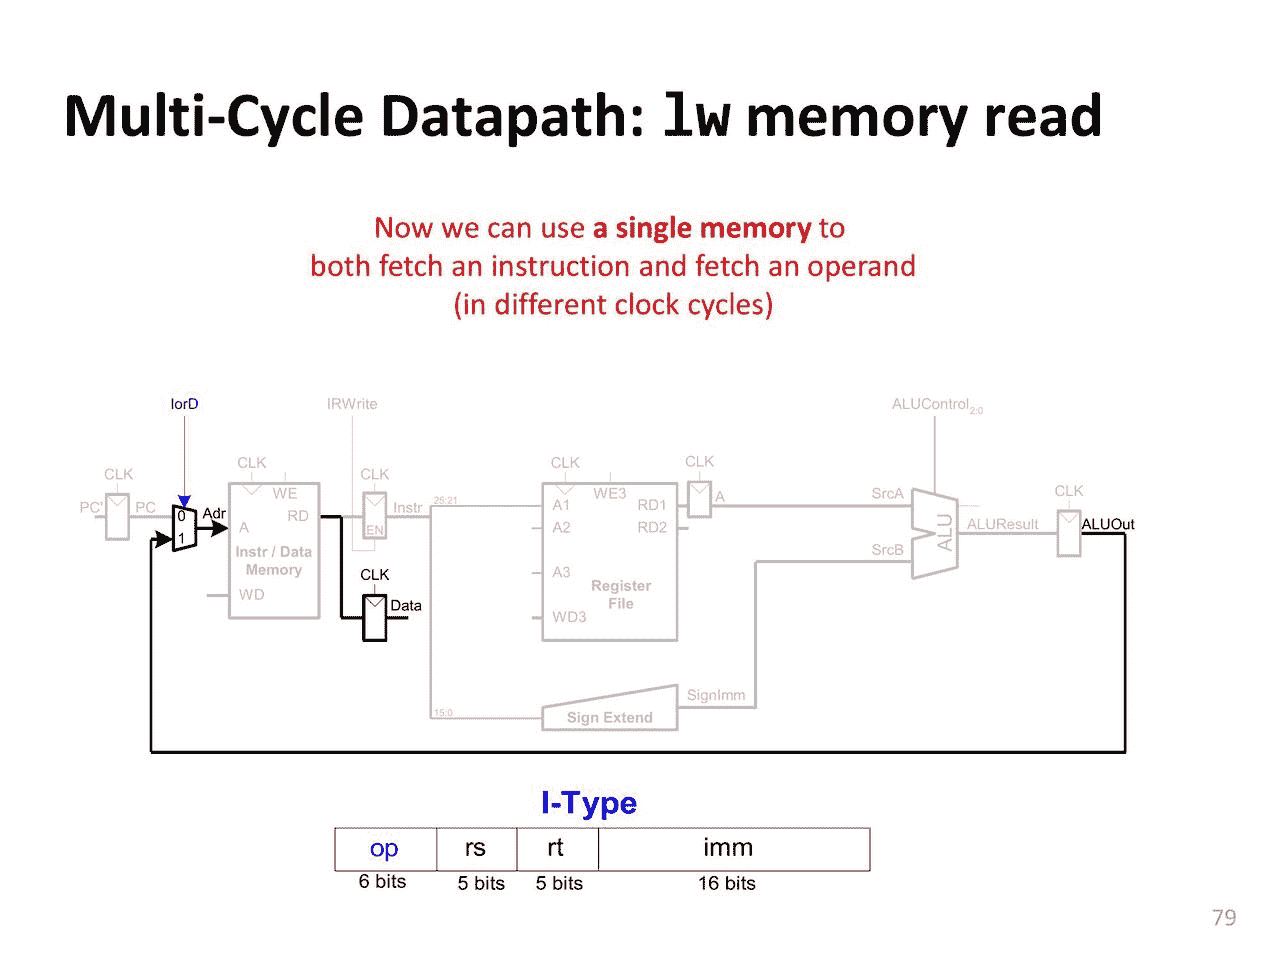 Multi-Cycle Datapath: lw memory read
Now we can use a single memory to
both fetch an instruction and fetch an operand
(in different clock cycles)
IorD
IRWrite
ALUControl2:0
CLK
CLK
CLK
CLK
CLK
CLK
PC'
PC
0
1
Adr
WE
RD
A
Instr / Data
Memory
WD
EN
Instr
CLK
Data
25:21
15:0
A1
A2
A3
WD3
WE3
RD1
RD2
Register
File
A
SrcA
SrcB
ALU
ALUResult
ALUOut
SignImm
Sign Extend
I-Type
op rs rt imm
6 bits 5 bits 5 bits 16 bits
79